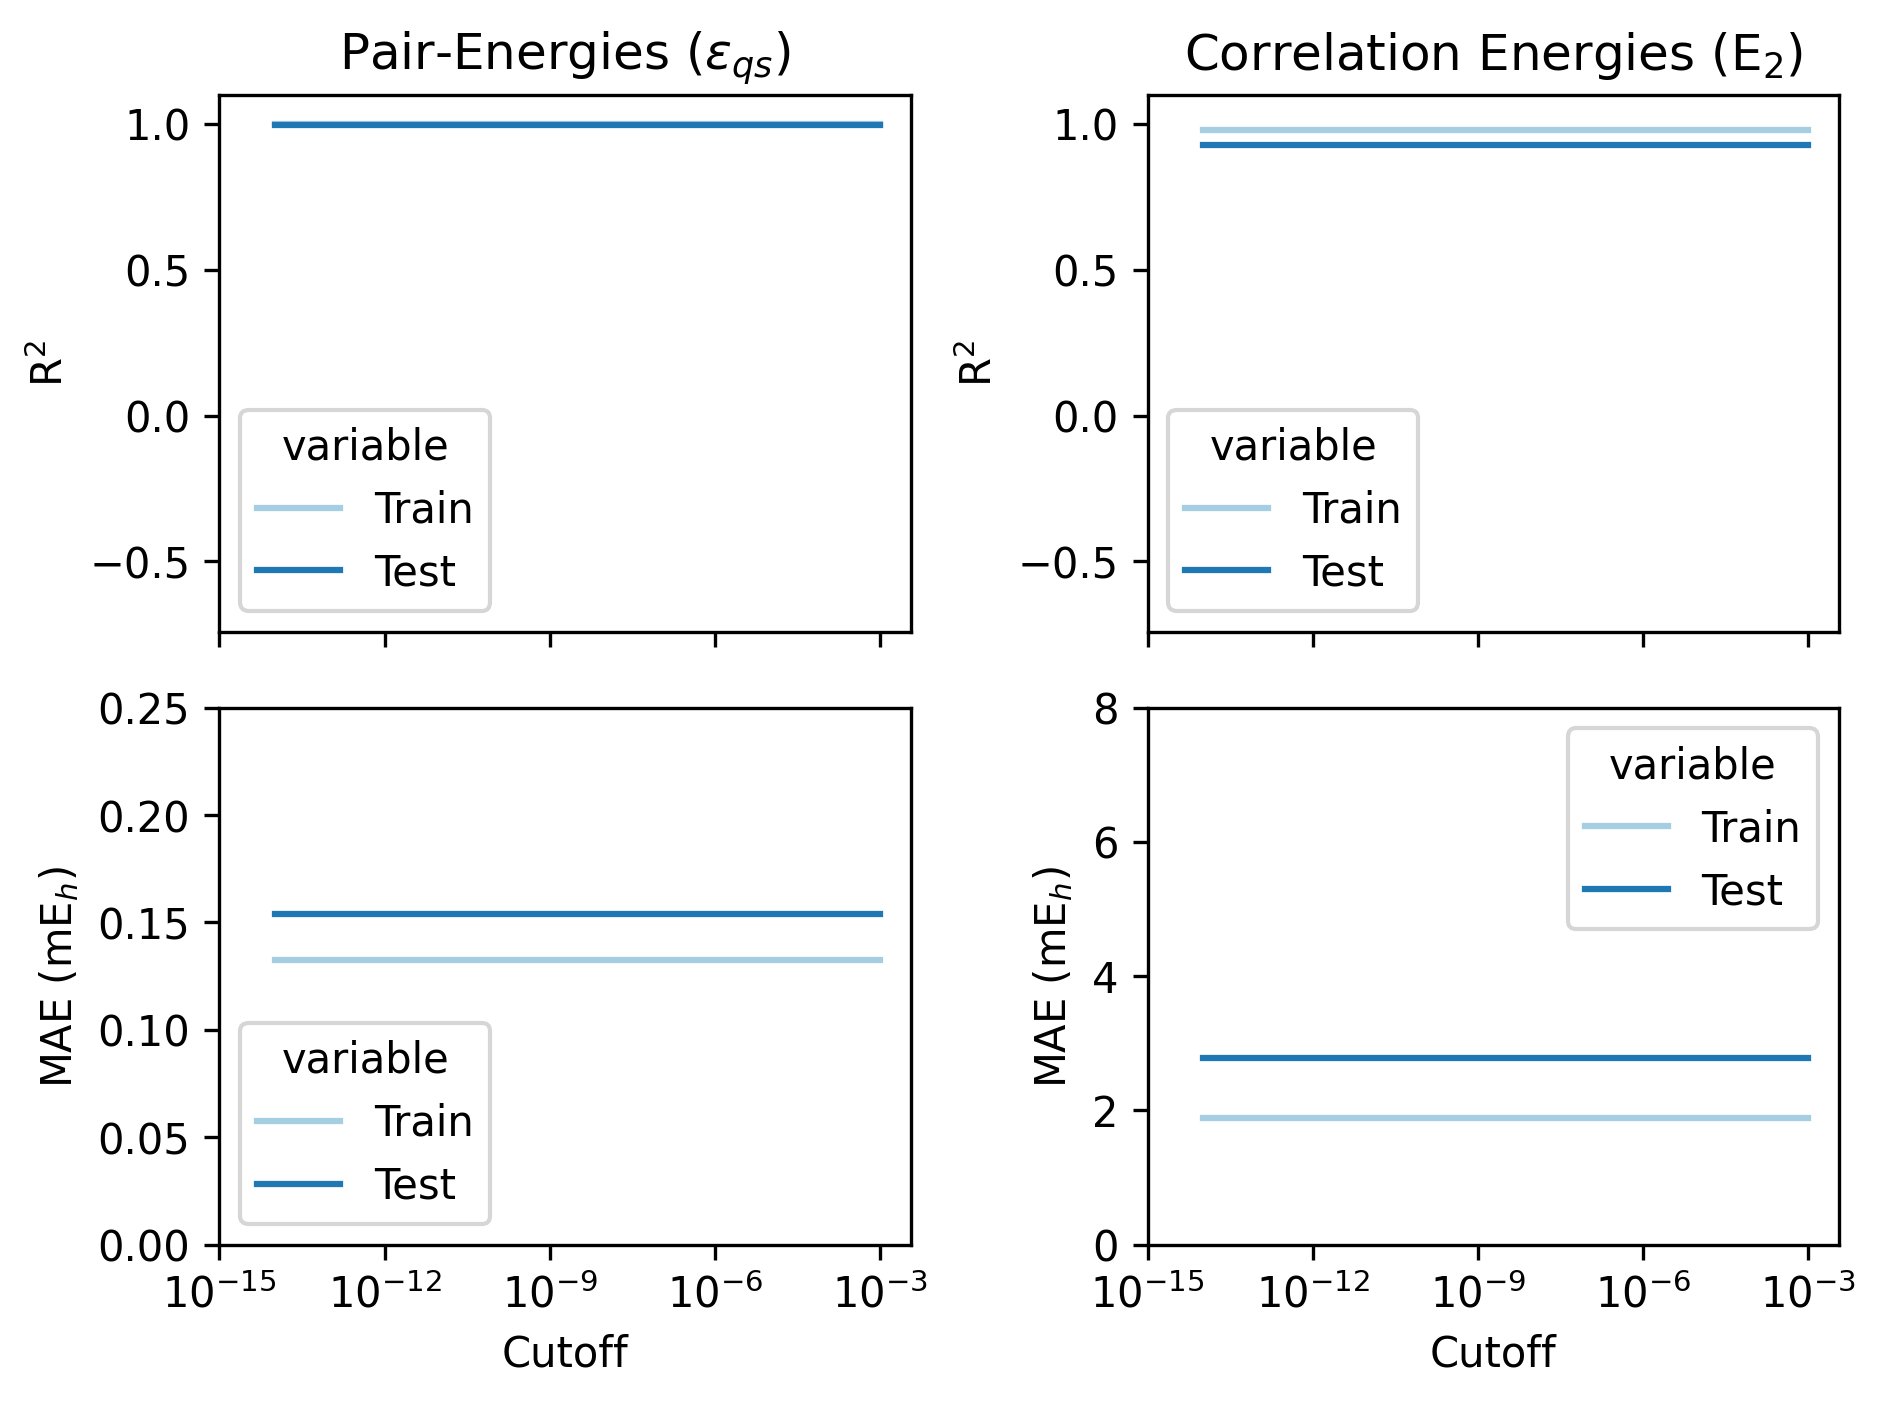 Pair-Energies (ε_qs)
Correlation Energies (E₂)
R²
1.0
0.5
0.0
−0.5
variable
Train
Test
R²
1.0
0.5
0.0
−0.5
variable
Train
Test
MAE (mE_h)
0.25
0.20
0.15
0.10
0.05
0.00
variable
Train
Test
10⁻¹⁵ 10⁻¹² 10⁻⁹ 10⁻⁶ 10⁻³
Cutoff
MAE (mE_h)
8
6
4
2
0
variable
Train
Test
10⁻¹⁵ 10⁻¹² 10⁻⁹ 10⁻⁶ 10⁻³
Cutoff